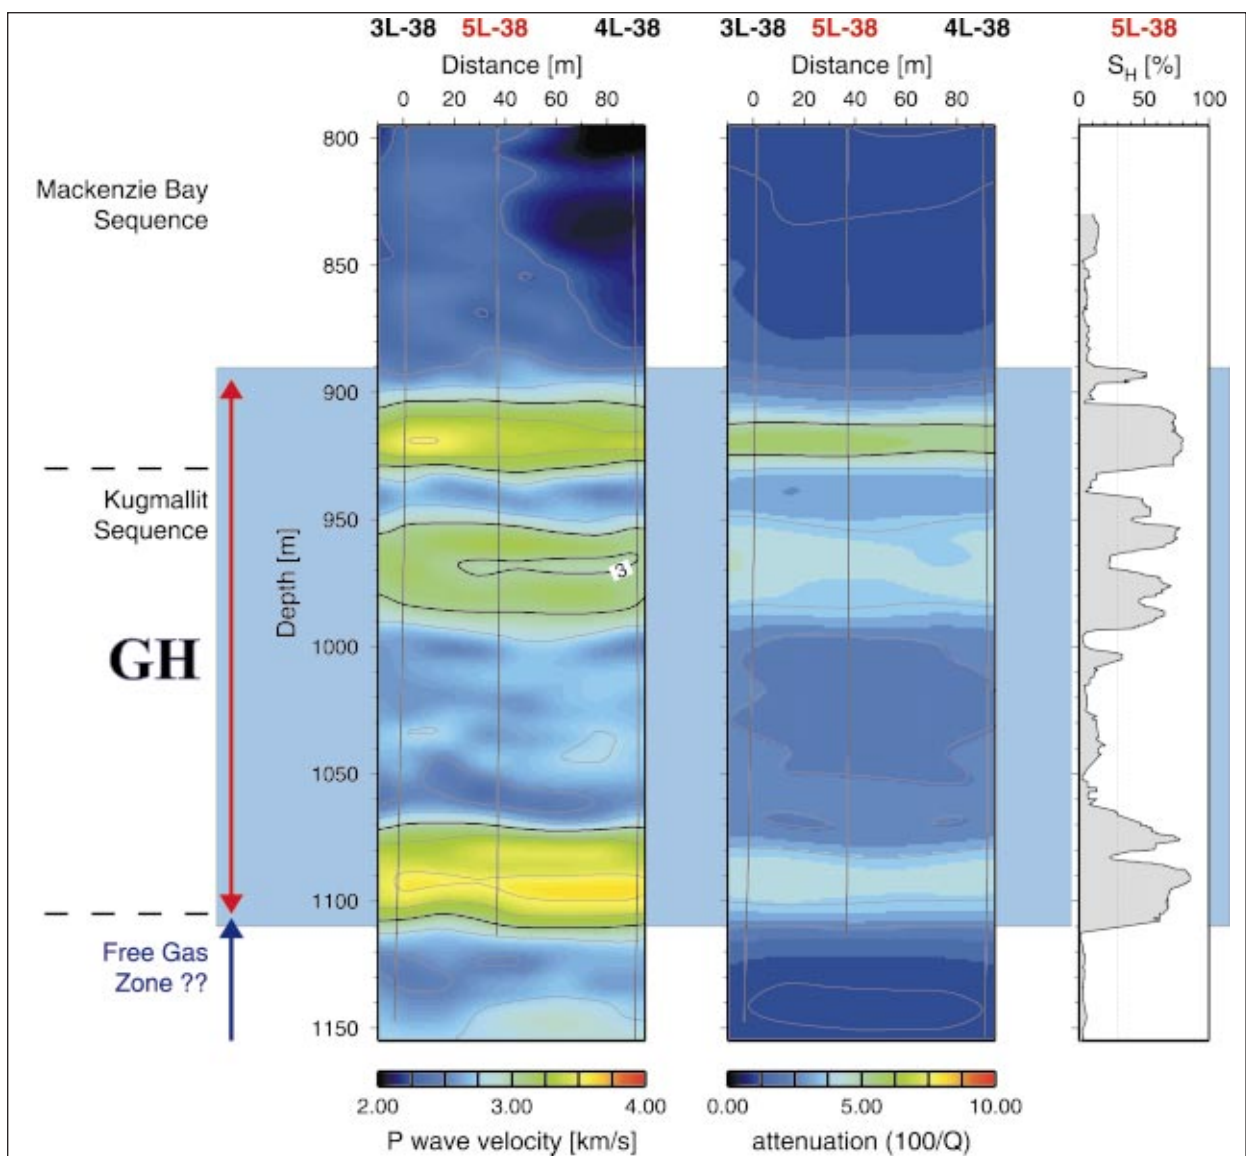 3L-38 5L-38 4L-38 3L-38 5L-38 4L-38 5L-38
Distance [m] Distance [m] S_H [%]
0 20 40 60 80 0 20 40 60 80 0 50 100
800
Mackenzie Bay
Sequence
850
900
Kugmallit
Sequence
950
Depth [m]
3
GH
1000
1050
1100
Free Gas
Zone ??
1150
2.00 3.00 4.00 0.00 5.00 10.00
P wave velocity [km/s] attenuation (100/Q)